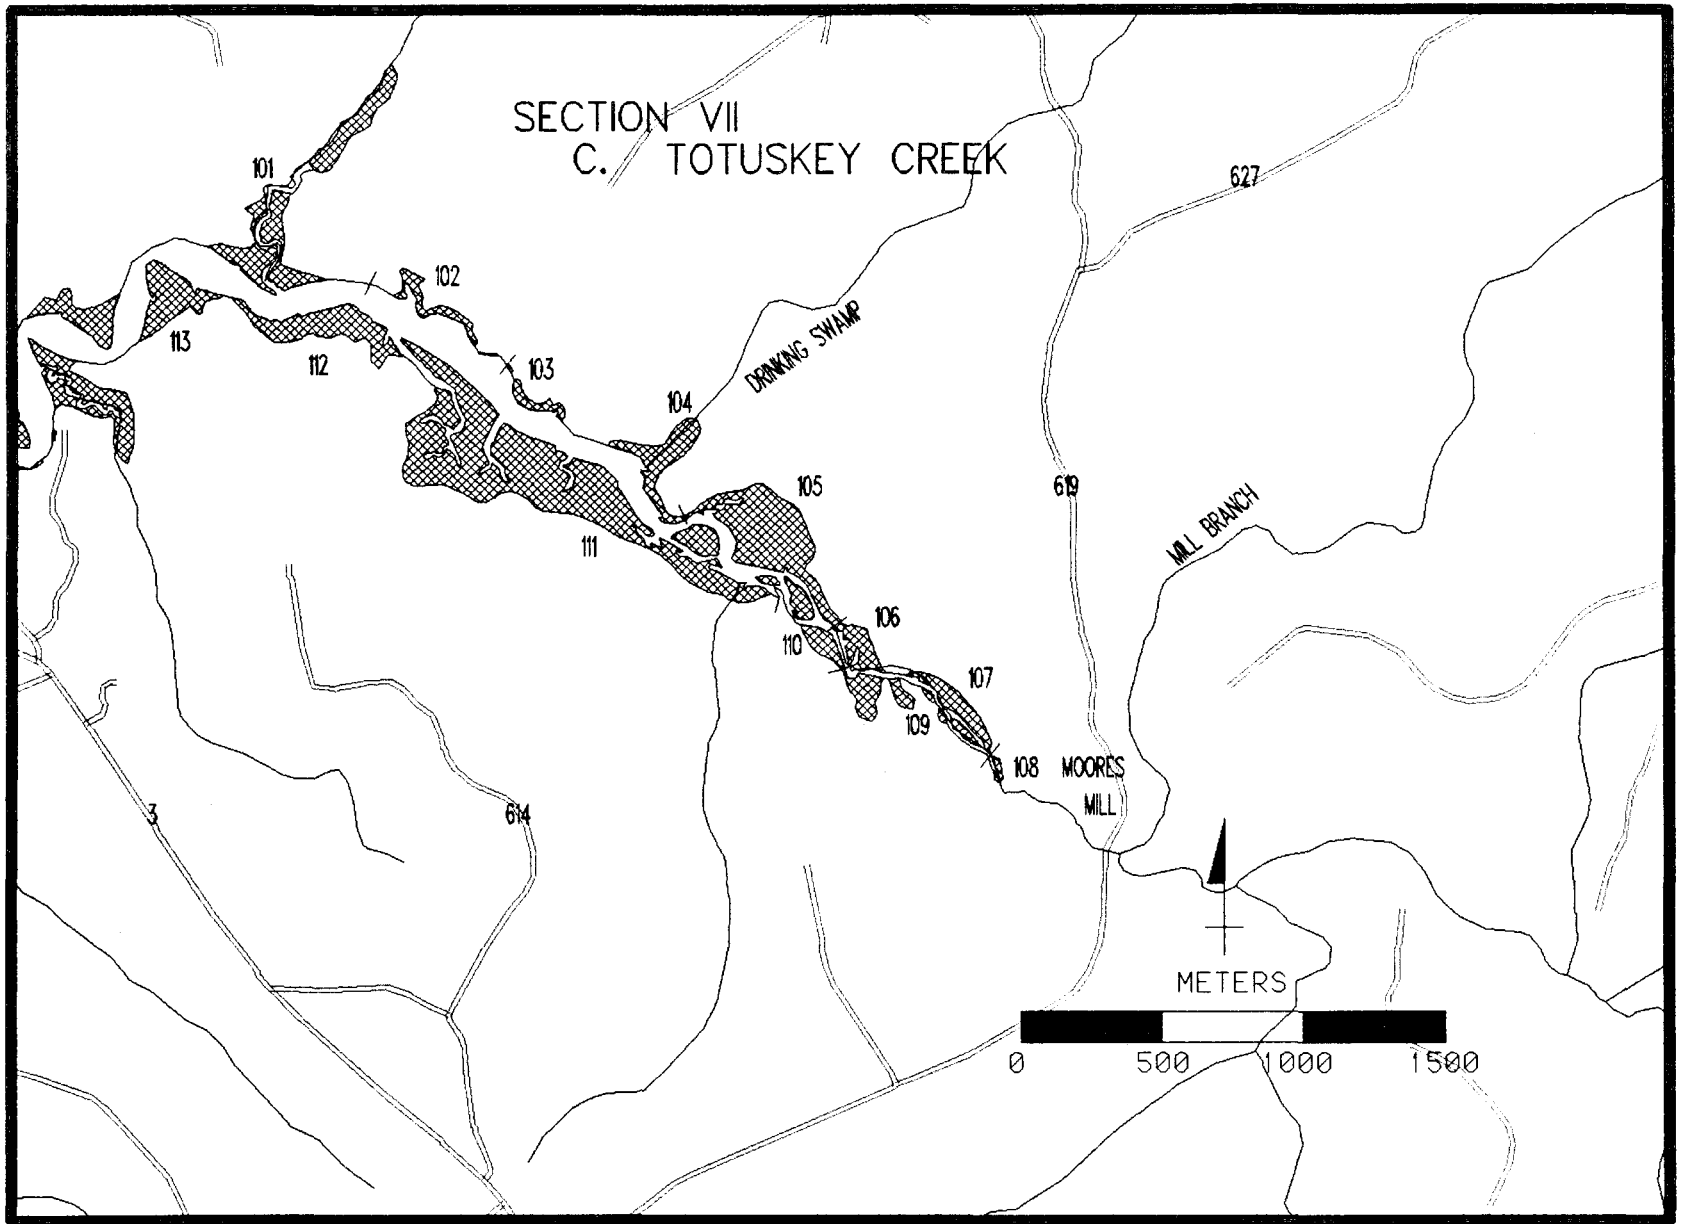 SECTION VII
C. TOTUSKEY CREEK
101
627
102
113
112
103
DRINKING SWAMP
104
105
619
MILL BRANCH
111
106
110
107
109
108 MOORES
MILL
3
614
METERS
0 500 1000 1500